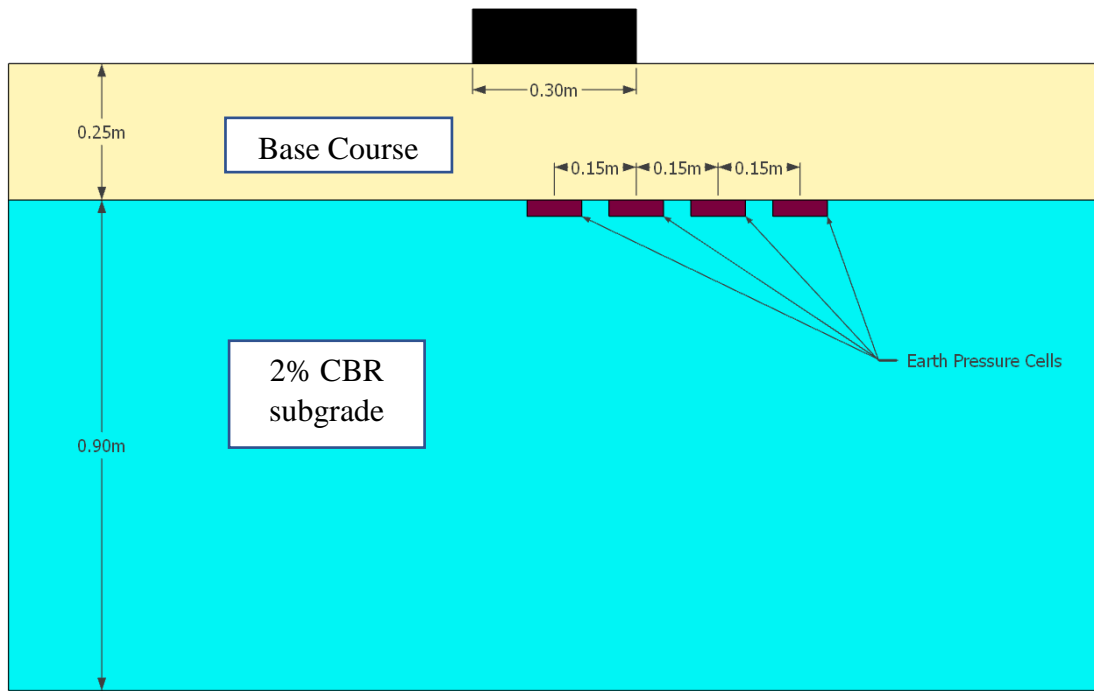 0.30m
0.25m
Base Course
0.15m 0.15m 0.15m
2% CBR
subgrade
Earth Pressure Cells
0.90m